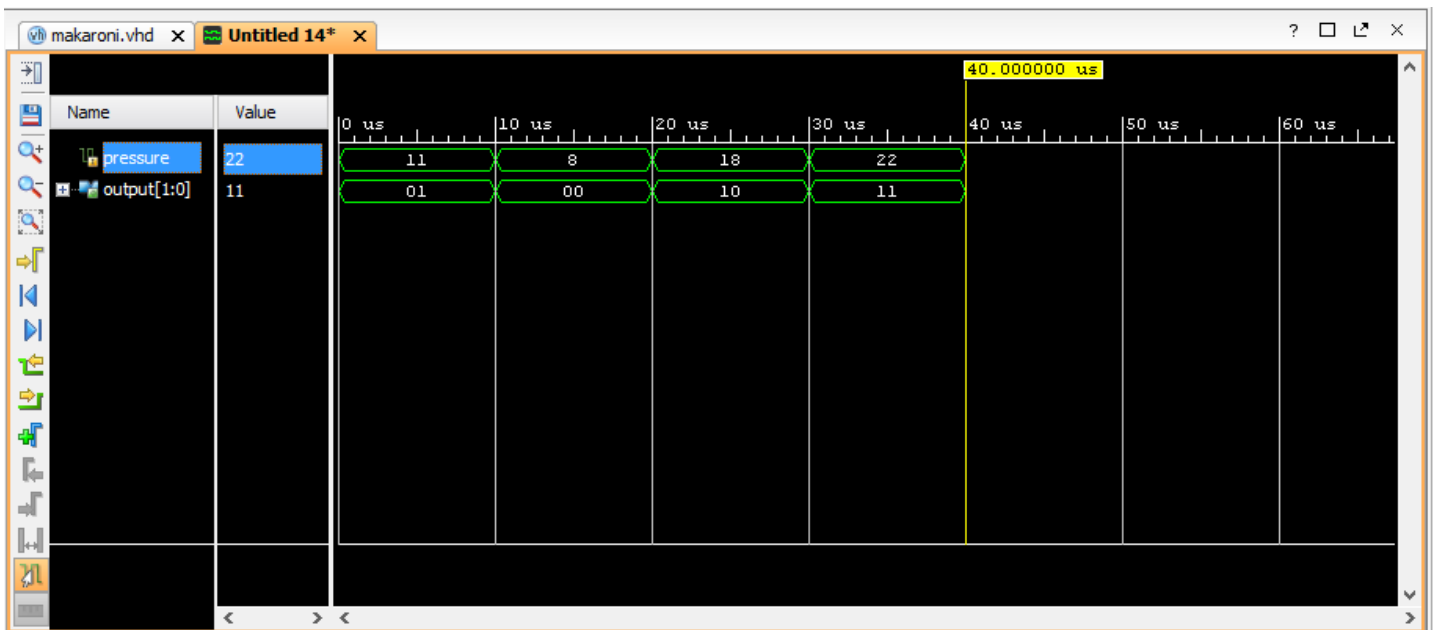 makaroni.vhd X Untitled 14* X ?
40.000000 us
Name Value
0 us 10 us 20 us 30 us 40 us 50 us 60 us
pressure 22 11 8 18 22
output[1:0] 11 01 00 10 11